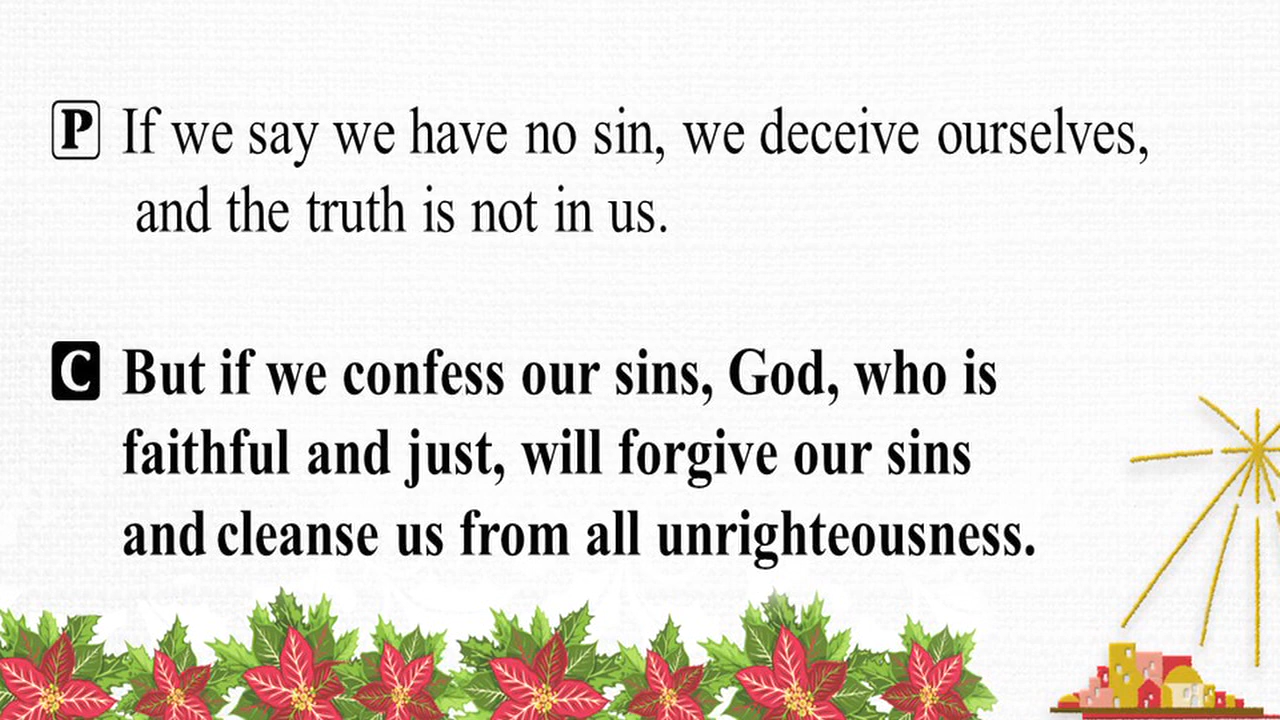 P If we say we have no sin, we deceive ourselves,
and the truth is not in us.
C But if we confess our sins, God, who is
faithful and just, will forgive our sins
and cleanse us from all unrighteousness.